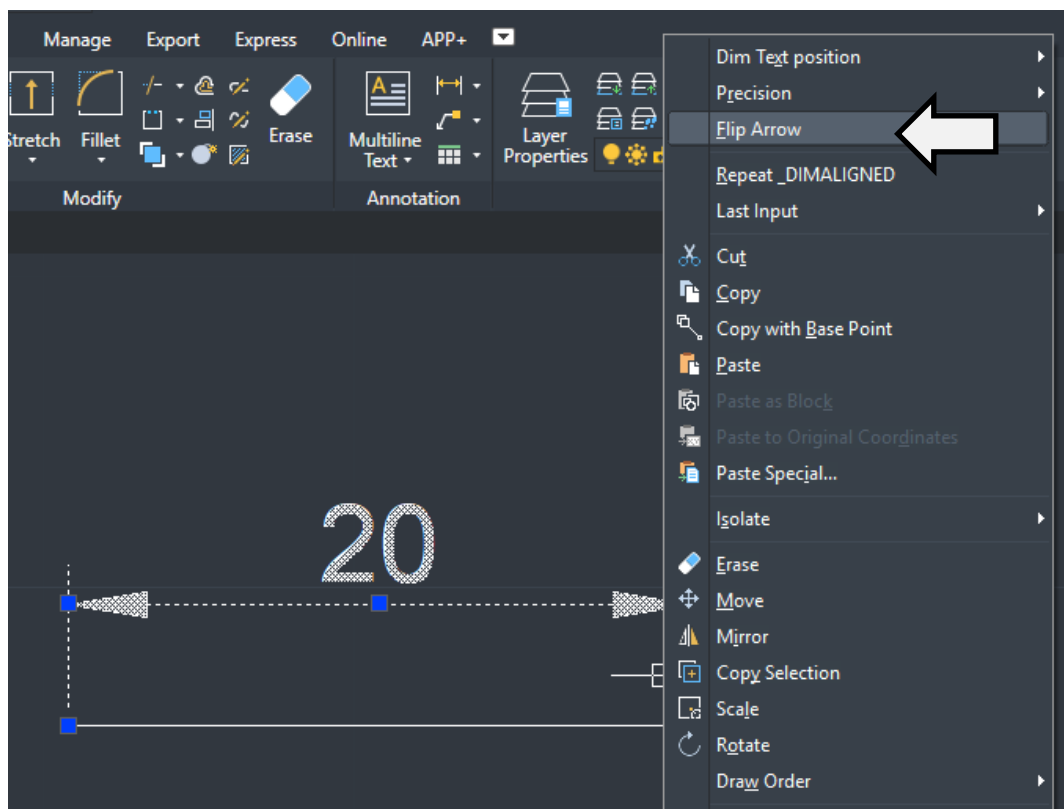 Manage Export Express Online APP+
Stretch Fillet Erase Multiline Text Layer Properties
Modify Annotation
Dim Text position
Precision
Flip Arrow
Repeat _DIMALIGNED
Last Input
Cut
Copy
Copy with Base Point
Paste
Paste as Block
Paste to Original Coordinates
Paste Special...
Isolate
Erase
Move
Mirror
Copy Selection
Scale
Rotate
Draw Order
20